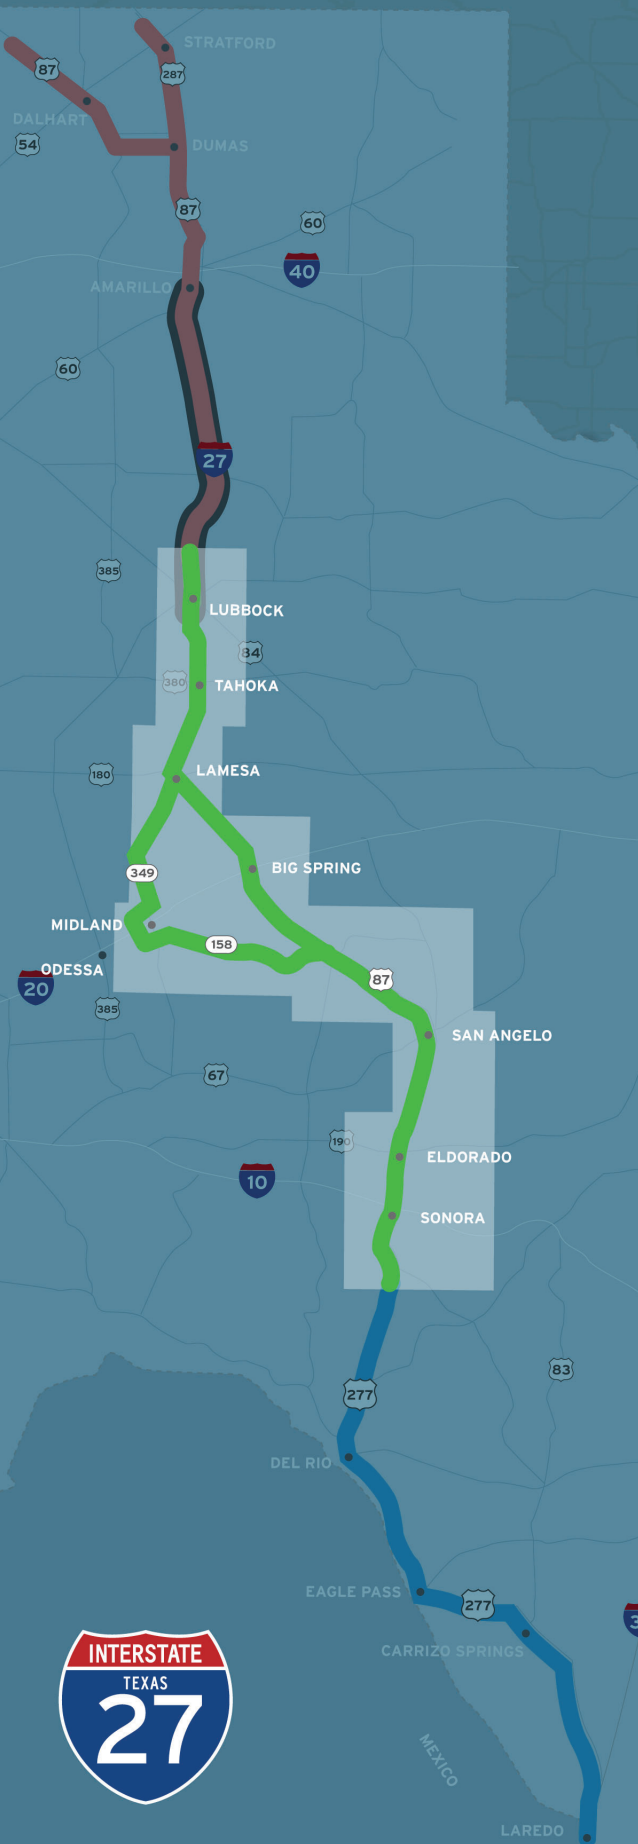 STRATFORD
87
287
DALHART
54
DUMAS
87
60
40
AMARILLO
60
27
385
LUBBOCK
84
380
TAHOKA
180
LAMESA
349
BIG SPRING
MIDLAND
158
ODESSA
20
87
385
SAN ANGELO
67
190
ELDORADO
10
SONORA
83
277
DEL RIO
EAGLE PASS
277
3
CARRIZO SPRINGS
INTERSTATE
TEXAS
27
MEXICO
LAREDO